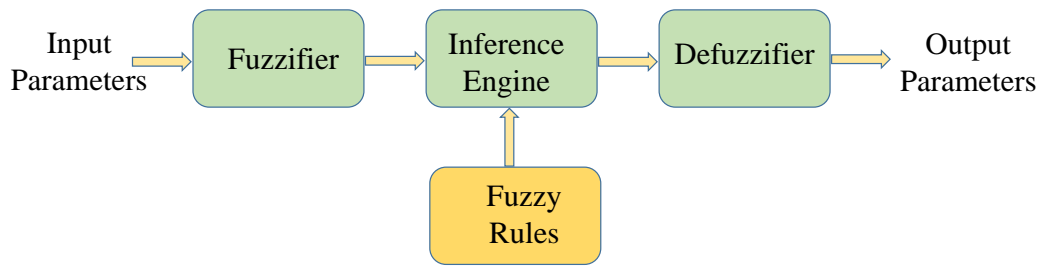 Input
Parameters
Fuzzifier
Inference
Engine
Defuzzifier
Output
Parameters
Fuzzy
Rules